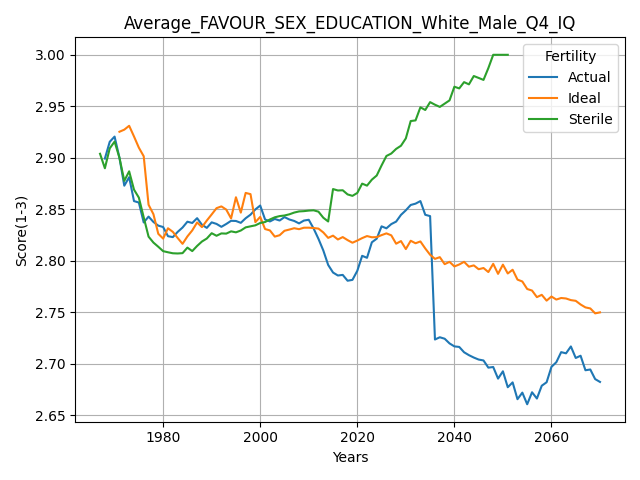 Average_FAVOUR_SEX_EDUCATION_White_Male_Q4_IQ
Score(1-3)
3.00
2.95
2.90
2.85
2.80
2.75
2.70
2.65
Fertility
Actual
Ideal
Sterile
1980
2000
2020
2040
2060
Years